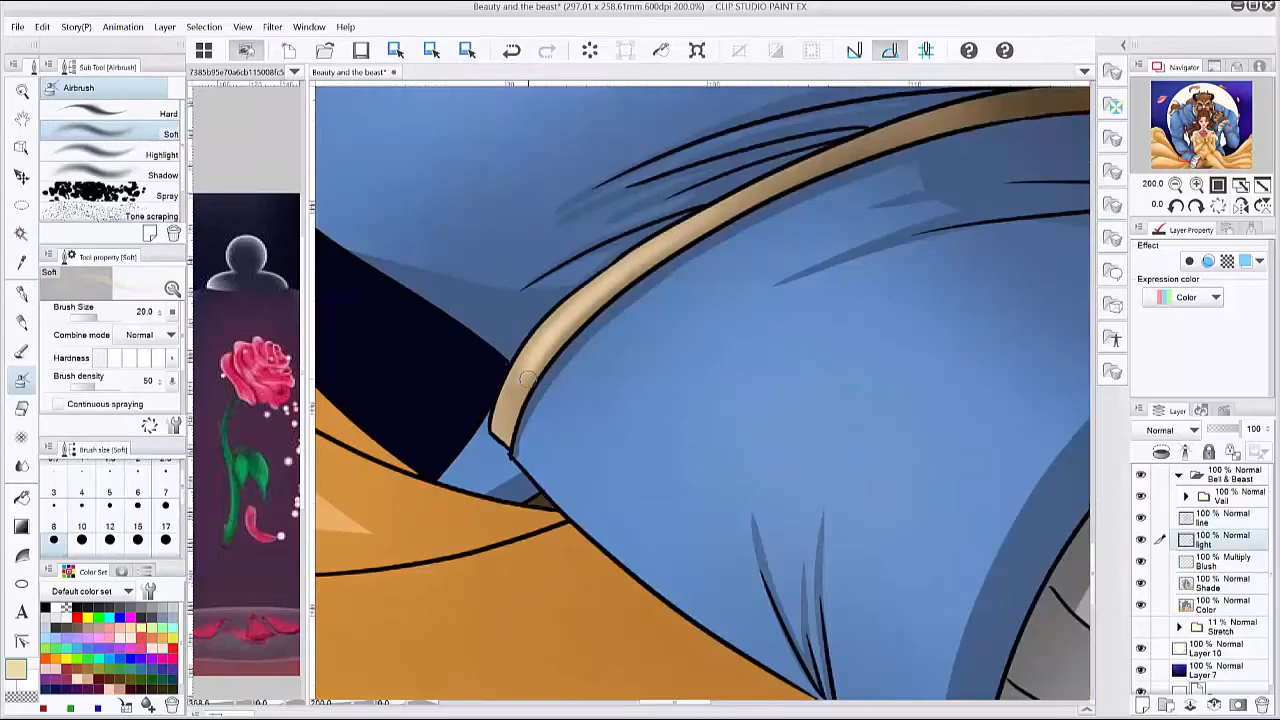 Beauty and the beast* (297.01 x 258.61mm 600dpi 200.0%) - CLIP STUDIO PAINT EX
File Edit Story(P) Animation Layer Selection View Filter Window Help
Sub Tool[Airbrush]
7385b95e70a6cb115008fc5
Beauty and the beast*
Navigator
Airbrush
Hard
Soft
Highlight
Shadow
Spray
Tone scraping
200.0
0.0
Layer Property
Effect
Expression color
Color
Tool property [Soft]
Soft
Brush Size 20.0
Combine mode Normal
Hardness
Brush density 50
Continuous spraying
Brush size [Soft]
3 4 5 6 7
8 10 12 15 17
Color Set
Default color set
Layer
Normal 100
100 % Normal
Bell & Beast
100 % Normal
Vail
100 % Normal
line
100 % Normal
light
100 % Multiply
Blush
100 % Normal
Shade
100 % Normal
Color
11 % Normal
Stretch
100 % Normal
Layer 10
100 % Normal
Layer 7